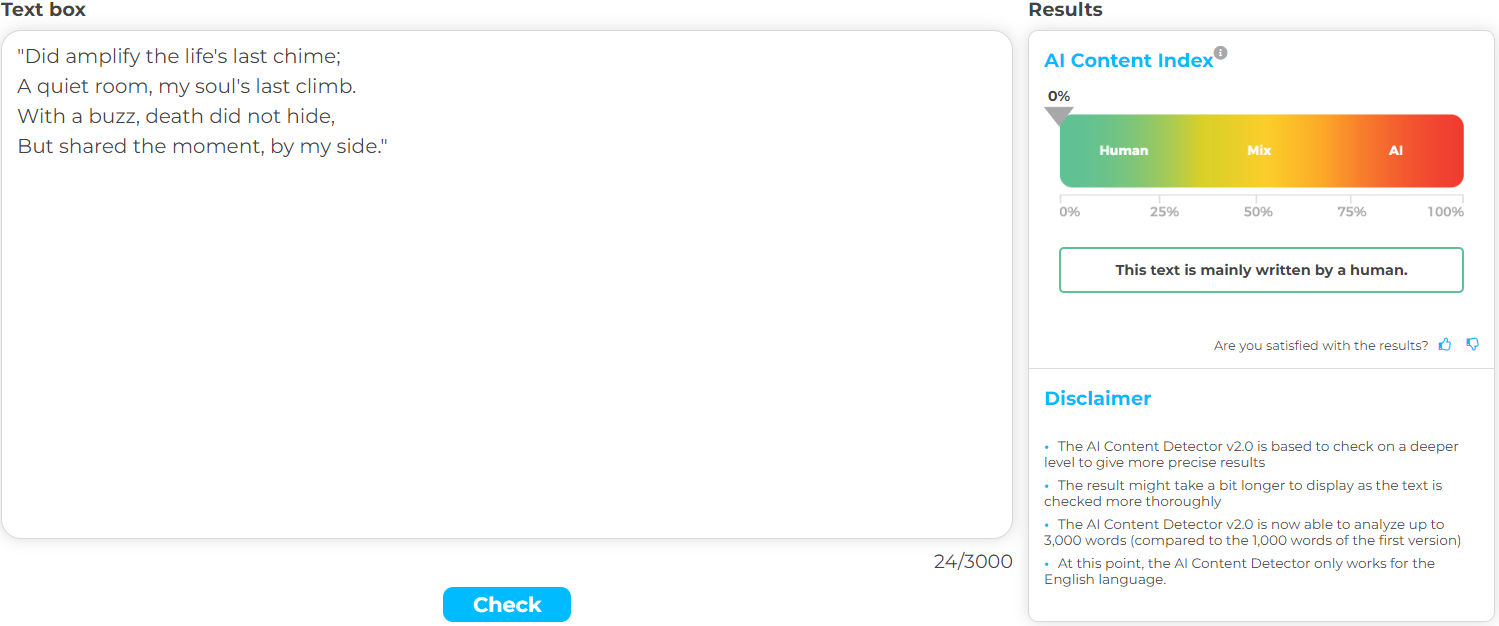 Text box
"Did amplify the life's last chime;
A quiet room, my soul's last climb.
With a buzz, death did not hide,
But shared the moment, by my side."
24/3000
Check
Results
AI Content Index
0%
Human Mix AI
0% 25% 50% 75% 100%
This text is mainly written by a human.
Are you satisfied with the results?
Disclaimer
• The AI Content Detector v2.0 is based to check on a deeper
level to give more precise results
• The result might take a bit longer to display as the text is
checked more thoroughly
• The AI Content Detector v2.0 is now able to analyze up to
3,000 words (compared to the 1,000 words of the first version)
• At this point, the AI Content Detector only works for the
English language.